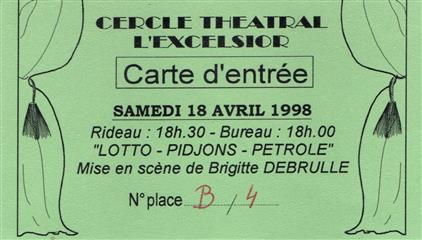 CERCLE THEATRAL
L'EXCELSIOR
Carte d'entrée
SAMEDI 18 AVRIL 1998
Rideau : 18h.30 - Bureau : 18h.00
"LOTTO - PIDJONS - PETROLE"
Mise en scène de Brigitte DEBRULLE
N° place B / 4